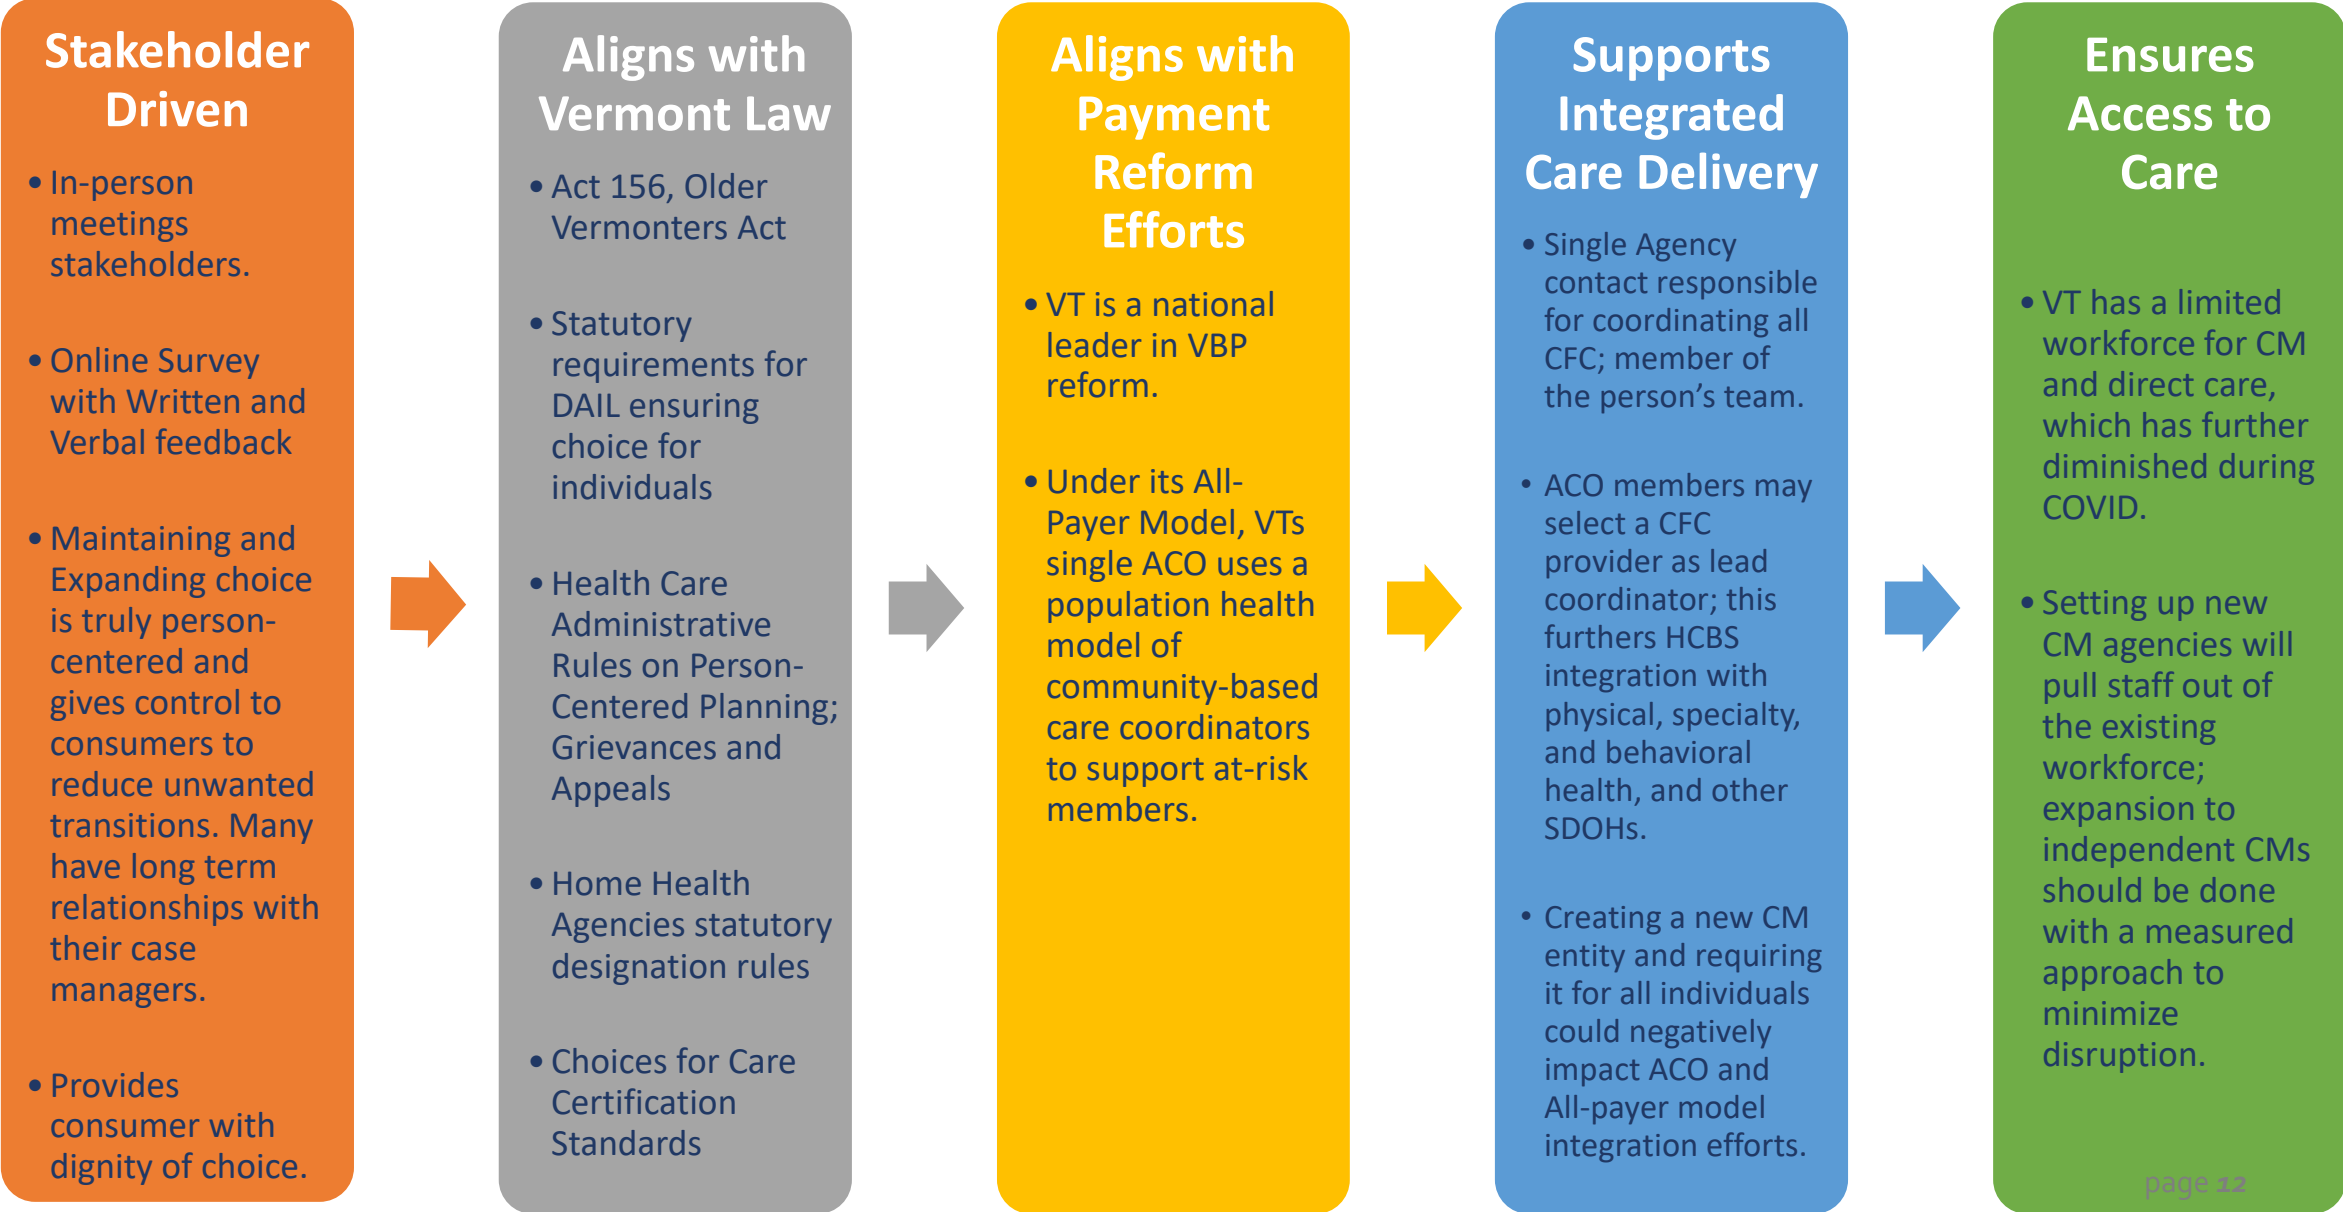 Stakeholder
Driven
• In-person
meetings
stakeholders.
• Online Survey
with Written and
Verbal feedback
• Maintaining and
Expanding choice
is truly person-
centered and
gives control to
consumers to
reduce unwanted
transitions. Many
have long term
relationships with
their case
managers.
• Provides
consumer with
dignity of choice.
Aligns with
Vermont Law
• Act 156, Older
Vermonters Act
• Statutory
requirements for
DAIL ensuring
choice for
individuals
• Health Care
Administrative
Rules on Person-
Centered Planning;
Grievances and
Appeals
• Home Health
Agencies statutory
designation rules
• Choices for Care
Certification
Standards
Aligns with
Payment
Reform
Efforts
• VT is a national
leader in VBP
reform.
• Under its All-
Payer Model, VTs
single ACO uses a
population health
model of
community-based
care coordinators
to support at-risk
members.
Supports
Integrated
Care Delivery
• Single Agency
contact responsible
for coordinating all
CFC; member of
the person’s team.
• ACO members may
select a CFC
provider as lead
coordinator; this
furthers HCBS
integration with
physical, specialty,
and behavioral
health, and other
SDOHs.
• Creating a new CM
entity and requiring
it for all individuals
could negatively
impact ACO and
All-payer model
integration efforts.
Ensures
Access to
Care
• VT has a limited
workforce for CM
and direct care,
which has further
diminished during
COVID.
• Setting up new
CM agencies will
pull staff out of
the existing
workforce;
expansion to
independent CMs
should be done
with a measured
approach to
minimize
disruption.
page 12